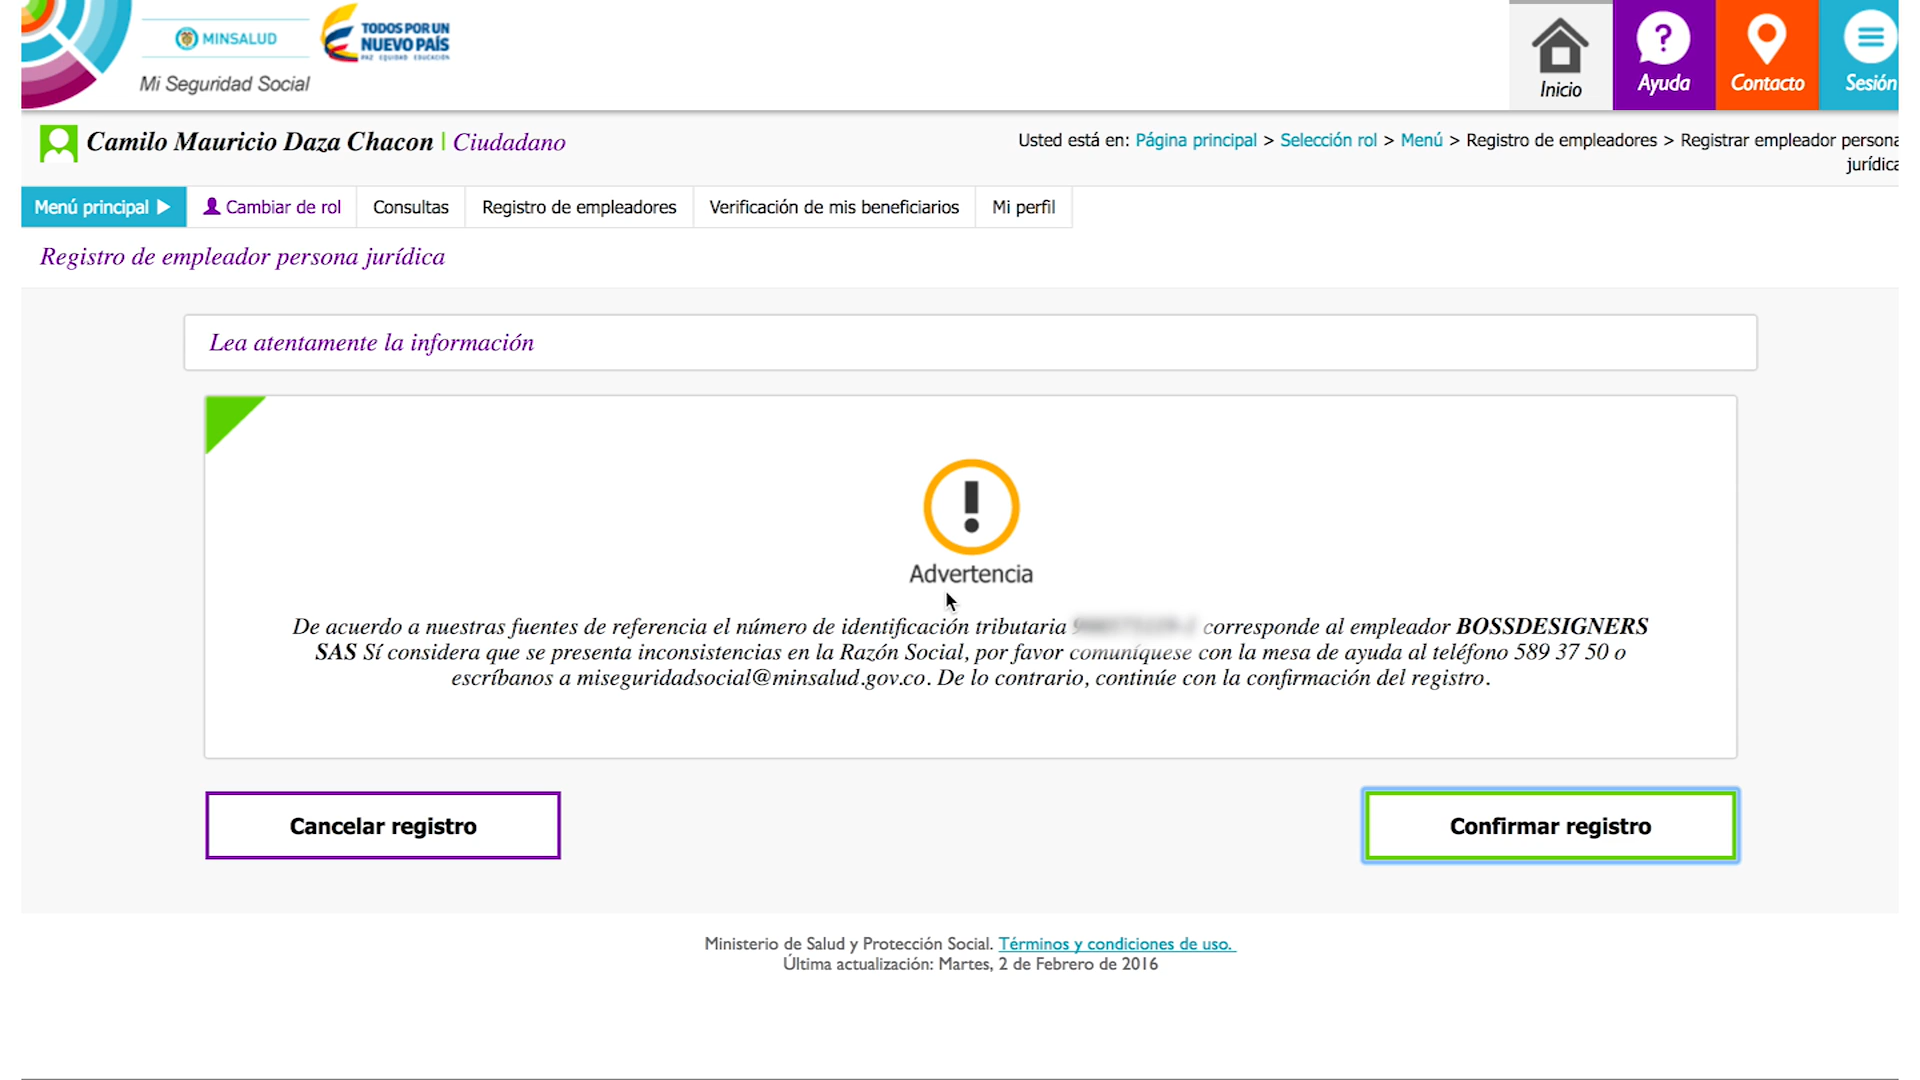 MINSALUD
TODOS POR UN
NUEVO PAÍS
PAZ EQUIDAD EDUCACIÓN
Mi Seguridad Social
Inicio
Ayuda
Contacto
Sesión
Camilo Mauricio Daza Chacon | Ciudadano
Usted está en: Página principal > Selección rol > Menú > Registro de empleadores > Registrar empleador persona
jurídica
Menú principal
Cambiar de rol
Consultas
Registro de empleadores
Verificación de mis beneficiarios
Mi perfil
Registro de empleador persona jurídica
Lea atentamente la información
Advertencia
De acuerdo a nuestras fuentes de referencia el número de identificación tributaria corresponde al empleador BOSSDESIGNERS
SAS Sí considera que se presenta inconsistencias en la Razón Social, por favor comuníquese con la mesa de ayuda al teléfono 589 37 50 o
escríbanos a miseguridadsocial@minsalud.gov.co. De lo contrario, continúe con la confirmación del registro.
Cancelar registro
Confirmar registro
Ministerio de Salud y Protección Social. Términos y condiciones de uso.
Última actualización: Martes, 2 de Febrero de 2016